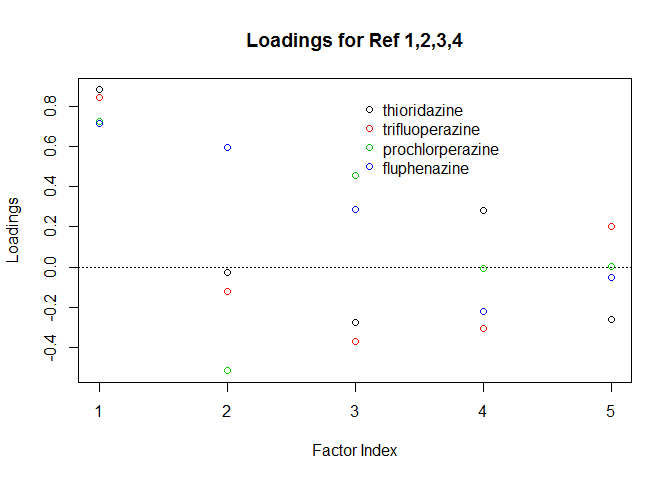 Loadings for Ref 1,2,3,4
Loadings
0.8
0.6
0.4
0.2
0.0
-0.2
-0.4
thioridazine
trifluoperazine
prochlorperazine
fluphenazine
1 2 3 4 5
Factor Index